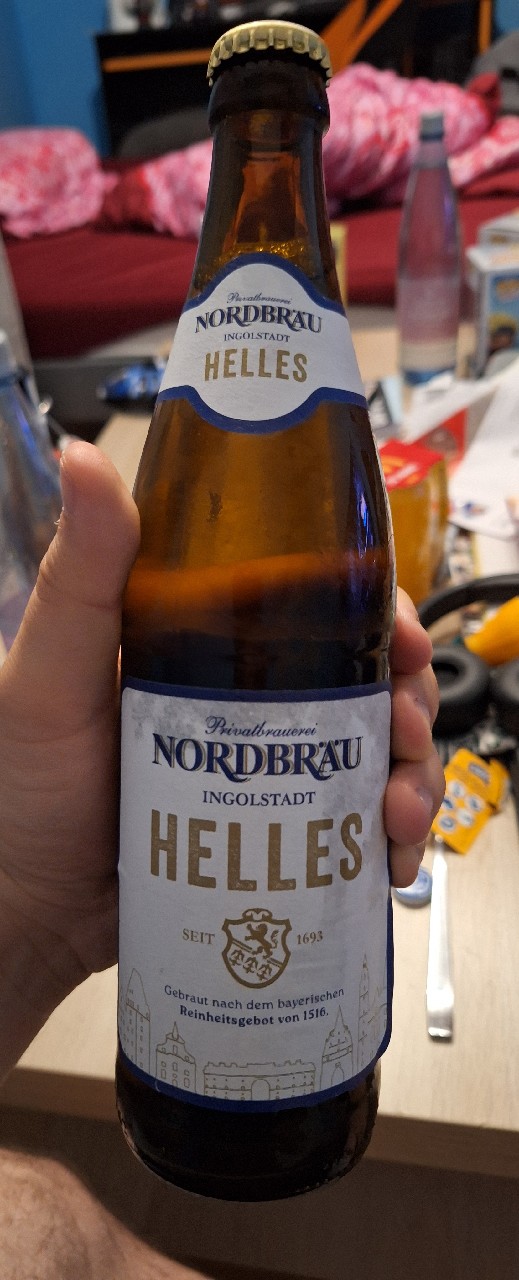 Privatbrauerei
NORDBRÄU
INGOLSTADT
HELLES
Privatbrauerei
NORDBRÄU
INGOLSTADT
HELLES
SEIT 1693
Gebraut nach dem bayerischen
Reinheitsgebot von 1516.